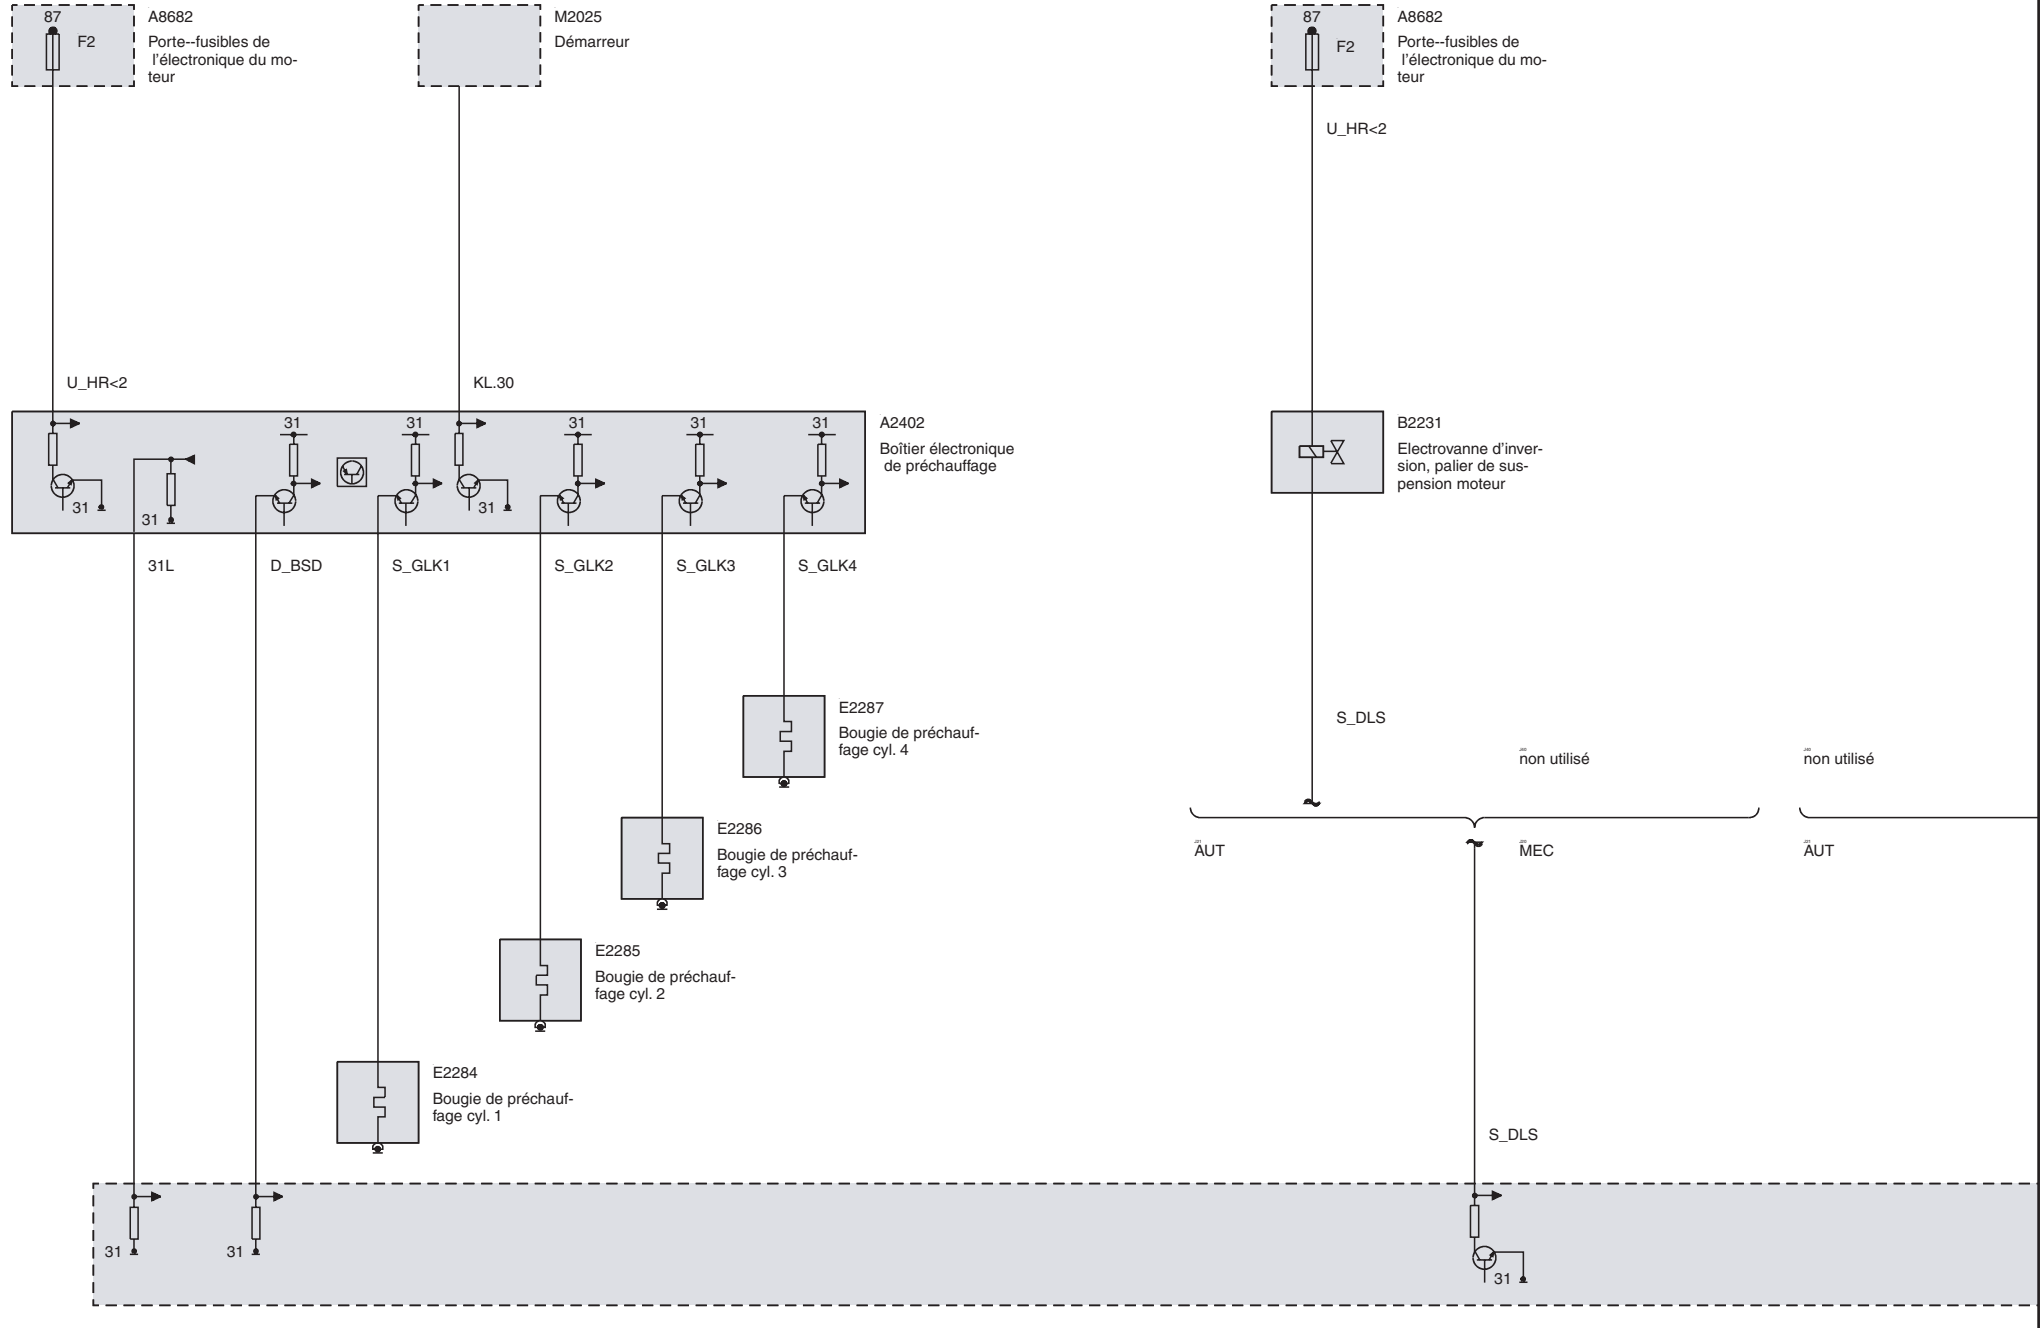 87
F2
A8682
Porte--fusibles de
l'électronique du mo-
teur
M2025
Démarreur
87
F2
A8682
Porte--fusibles de
l'électronique du mo-
teur
U_HR<2
U_HR<2
KL.30
31
31
31
31
31
31
31
31
31
A2402
Boîtier électronique
de préchauffage
B2231
Electrovanne d'inver-
sion, palier de sus-
pension moteur
31L
D_BSD
S_GLK1
S_GLK2
S_GLK3
S_GLK4
E2287
Bougie de préchauf-
fage cyl. 4
S_DLS
non utilisé
non utilisé
E2286
Bougie de préchauf-
fage cyl. 3
AUT
MEC
AUT
E2285
Bougie de préchauf-
fage cyl. 2
E2284
Bougie de préchauf-
fage cyl. 1
S_DLS
31
31
31